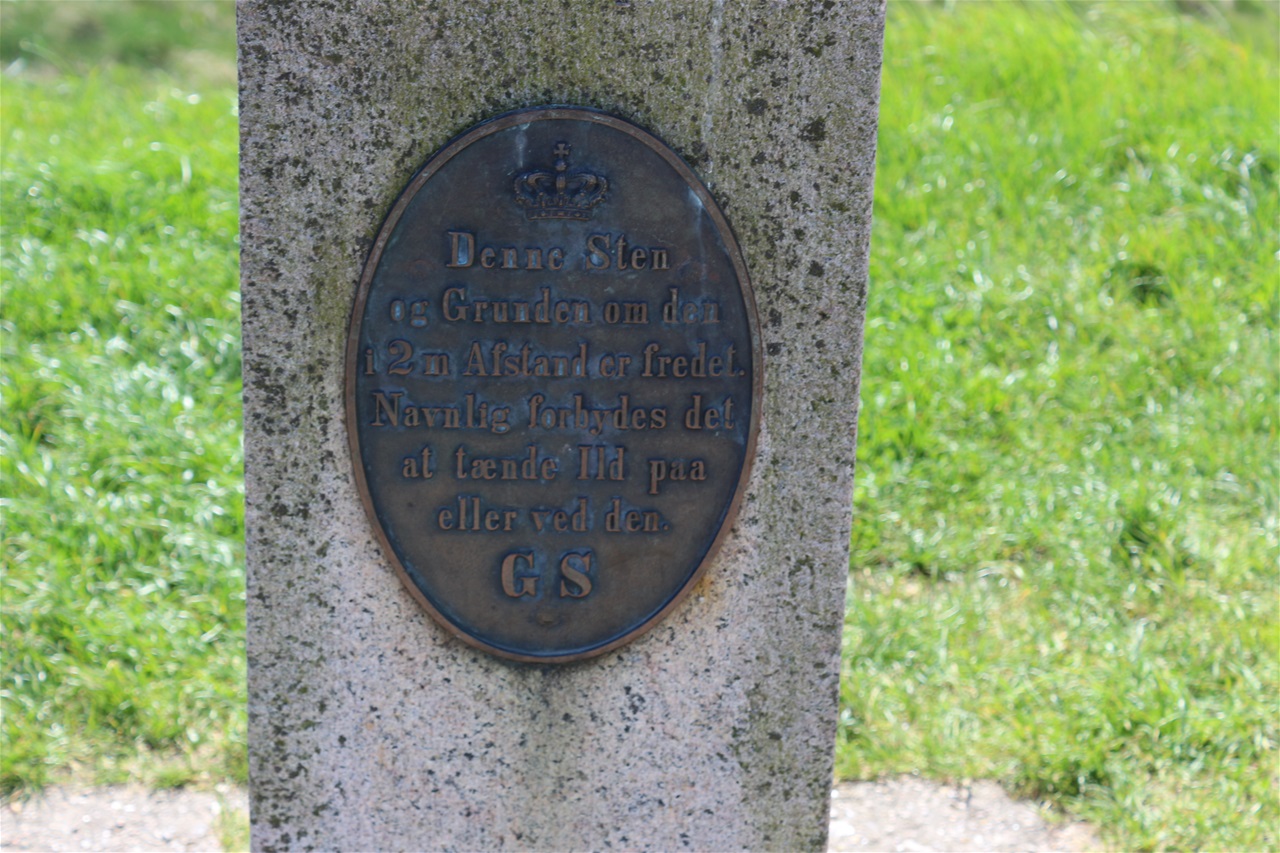 Denne Sten
og Grunden om den
i 2 m Afstand er fredet.
Navnlig forbydes det
at tænde Ild paa
eller ved den.
G S